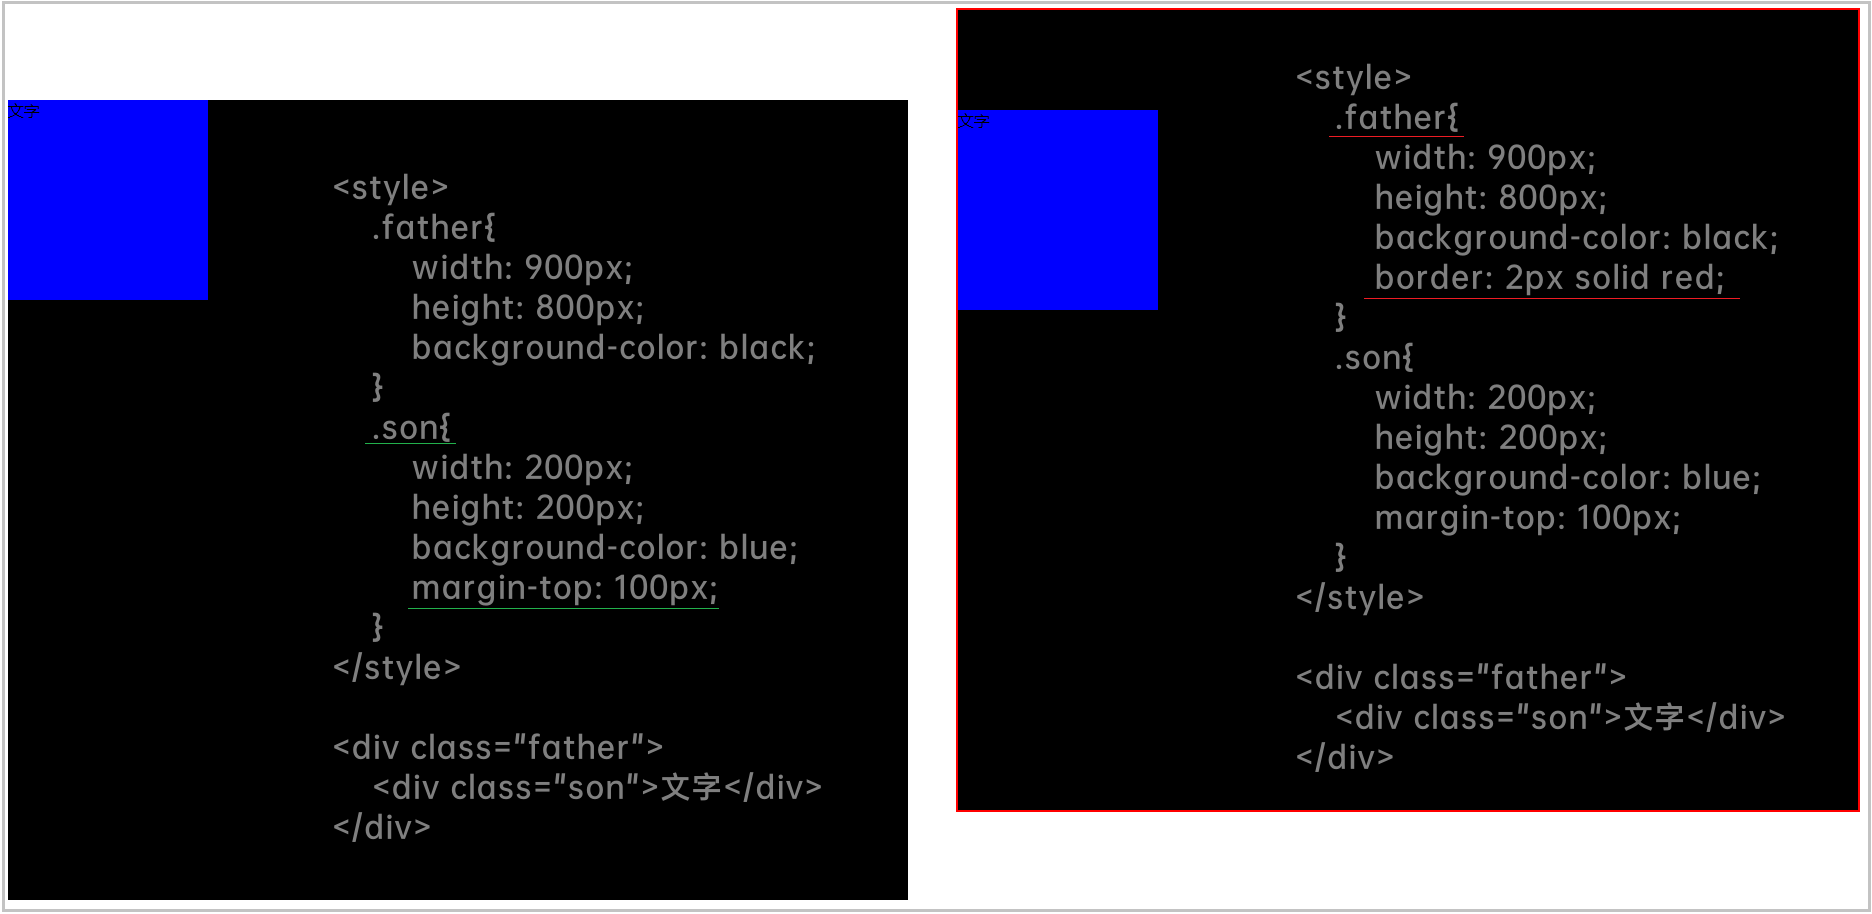 文字
<style>
.father{
width: 900px;
height: 800px;
background-color: black;
}
.son{
width: 200px;
height: 200px;
background-color: blue;
margin-top: 100px;
}
</style>
<div class="father">
<div class="son">文字</div>
</div>
文字
<style>
.father{
width: 900px;
height: 800px;
background-color: black;
border: 2px solid red;
}
.son{
width: 200px;
height: 200px;
background-color: blue;
margin-top: 100px;
}
</style>
<div class="father">
<div class="son">文字</div>
</div>